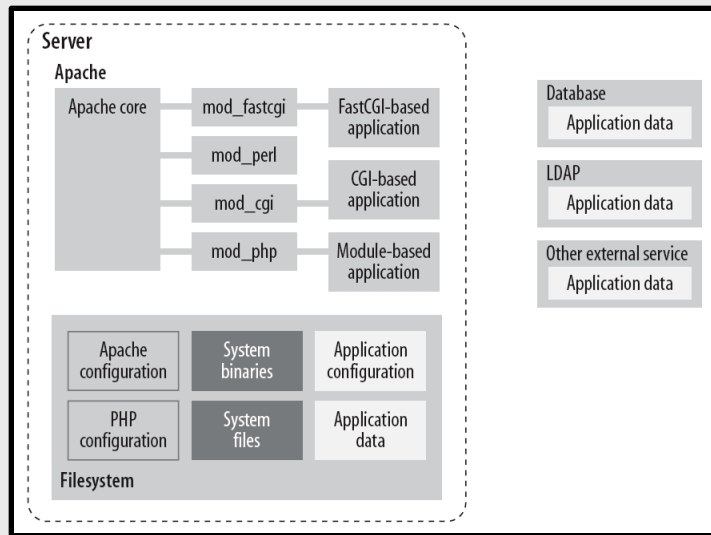 Server
Apache
Apache core
mod_fastcgi
FastCGI-based
application
mod_perl
mod_cgi
CGI-based
application
mod_php
Module-based
application
Apache
configuration
System
binaries
Application
configuration
PHP
configuration
System
files
Application
data
Filesystem
Database
Application data
LDAP
Application data
Other external service
Application data